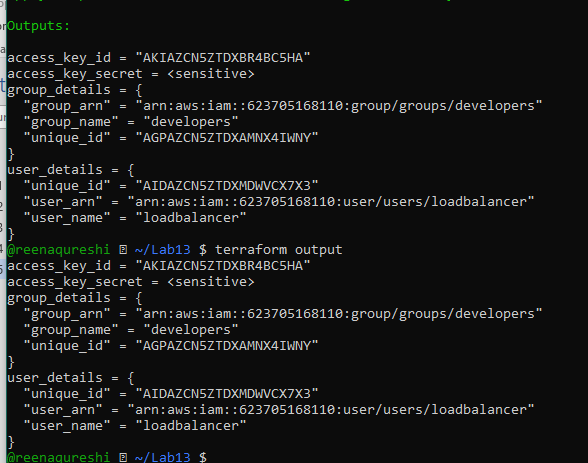 Outputs:
access_key_id = "AKIAZCN5ZTDXBR4BC5HA"
access_key_secret = <sensitive>
group_details = {
  "group_arn" = "arn:aws:iam::623705168110:group/groups/developers"
  "group_name" = "developers"
  "unique_id" = "AGPAZCN5ZTDXAMNX4IWNY"
}
user_details = {
  "unique_id" = "AIDAZCN5ZTDXMDWVCX7X3"
  "user_arn" = "arn:aws:iam::623705168110:user/users/loadbalancer"
  "user_name" = "loadbalancer"
}
@reenaqureshi ~/Lab13 $ terraform output
access_key_id = "AKIAZCN5ZTDXBR4BC5HA"
access_key_secret = <sensitive>
group_details = {
  "group_arn" = "arn:aws:iam::623705168110:group/groups/developers"
  "group_name" = "developers"
  "unique_id" = "AGPAZCN5ZTDXAMNX4IWNY"
}
user_details = {
  "unique_id" = "AIDAZCN5ZTDXMDWVCX7X3"
  "user_arn" = "arn:aws:iam::623705168110:user/users/loadbalancer"
  "user_name" = "loadbalancer"
}
@reenaqureshi ~/Lab13 $